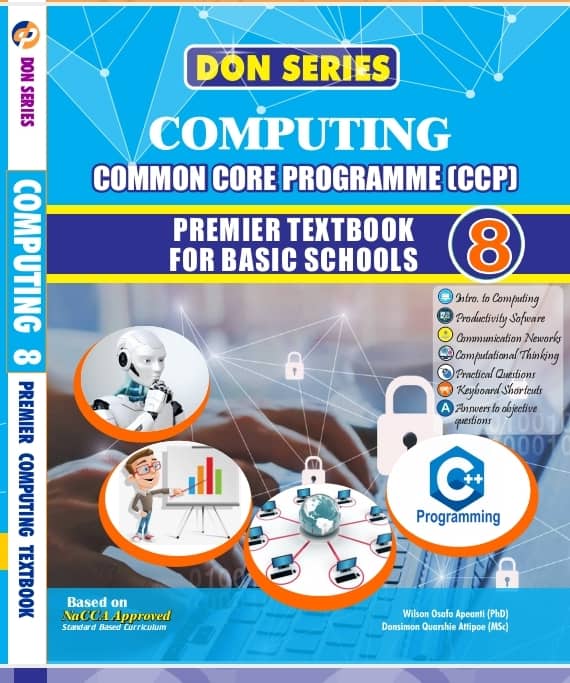 DON SERIES
COMPUTING 8
PREMIER COMPUTING TEXTBOOK
DON SERIES
COMPUTING
COMMON CORE PROGRAMME (CCP)
PREMIER TEXTBOOK
FOR BASIC SCHOOLS
8
Intro. to Computing
Productivity Sofware
Communication Neworks
Computational Thinking
Practical Questions
Keyboard Shortcuts
A Answers to objective
questions
C++
Programming
Based on
NaCCA Approved
Standard Based Curriculum
Wilson Osafo Apeanti (PhD)
Dansimon Quarshie Attipoe (MSc)